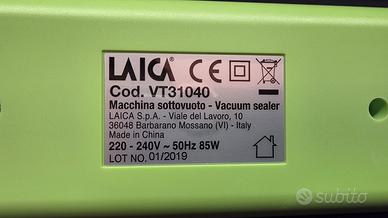 LAICA CE
Cod. VT31040
Macchina sottovuoto - Vacuum sealer
LAICA S.p.A. - Viale del Lavoro, 10
36048 Barbarano Mossano (VI) - Italy
Made in China
220 - 240V ~ 50Hz 85W
LOT NO. 01/2019
subito